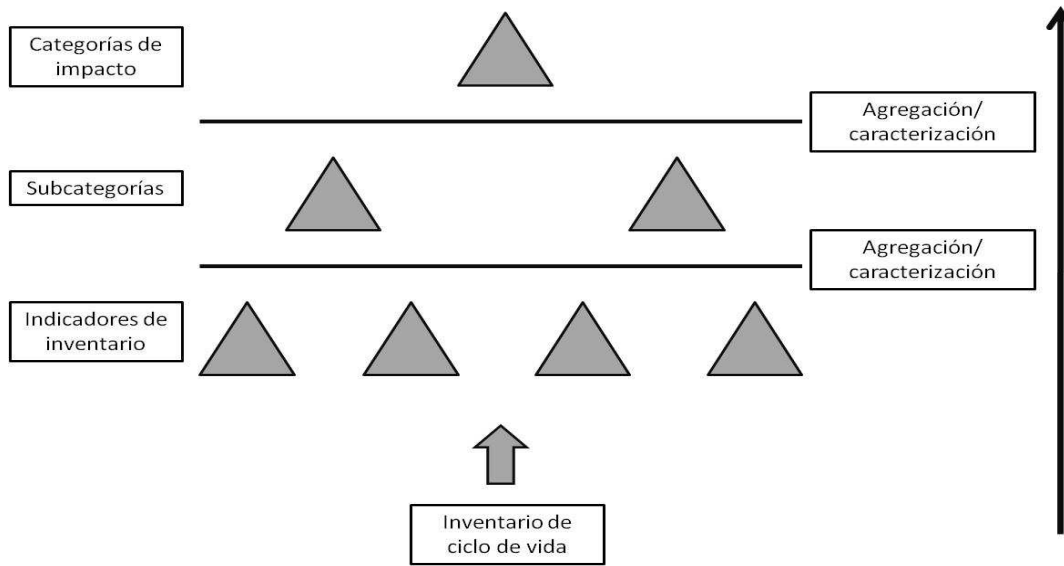 Categorías de
impacto
Agregación/
caracterización
Subcategorías
Agregación/
caracterización
Indicadores de
inventario
Inventario de
ciclo de vida